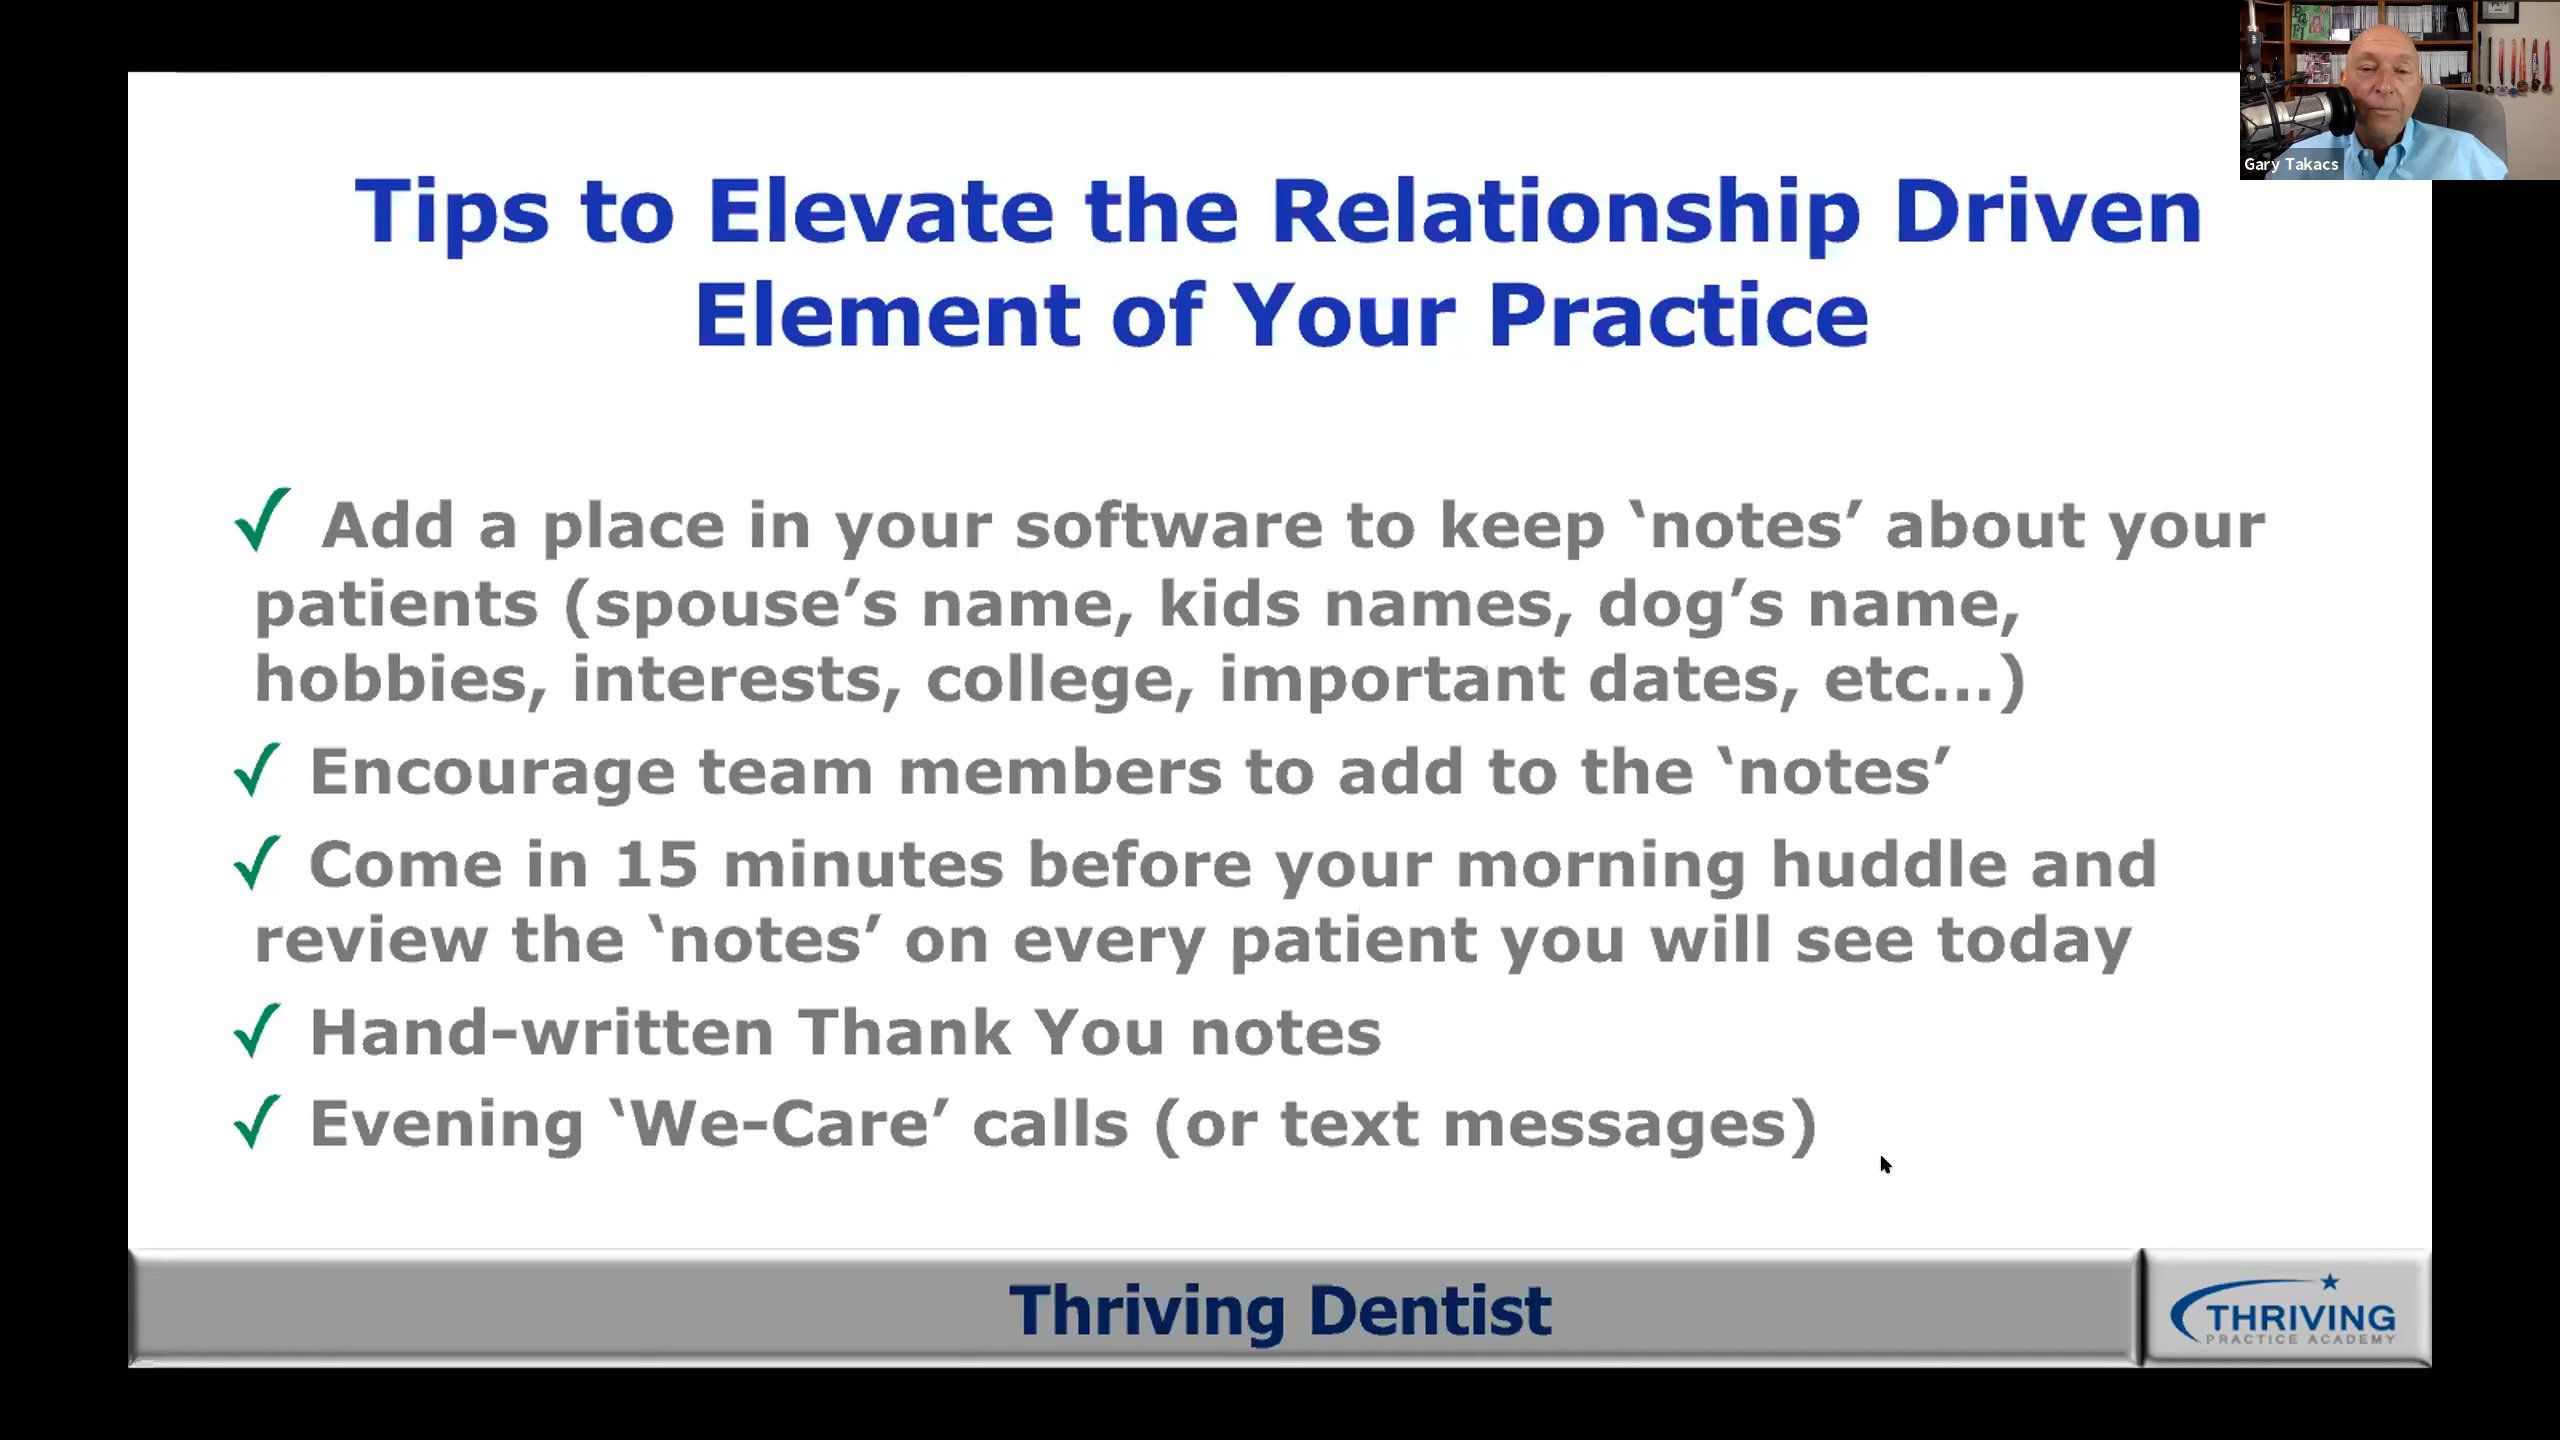 Gary Takacs
Tips to Elevate the Relationship Driven
Element of Your Practice
✓ Add a place in your software to keep ‘notes’ about your
patients (spouse’s name, kids names, dog’s name,
hobbies, interests, college, important dates, etc...)
✓ Encourage team members to add to the ‘notes’
✓ Come in 15 minutes before your morning huddle and
review the ‘notes’ on every patient you will see today
✓ Hand-written Thank You notes
✓ Evening ‘We-Care’ calls (or text messages)
Thriving Dentist
THRIVING
PRACTICE ACADEMY